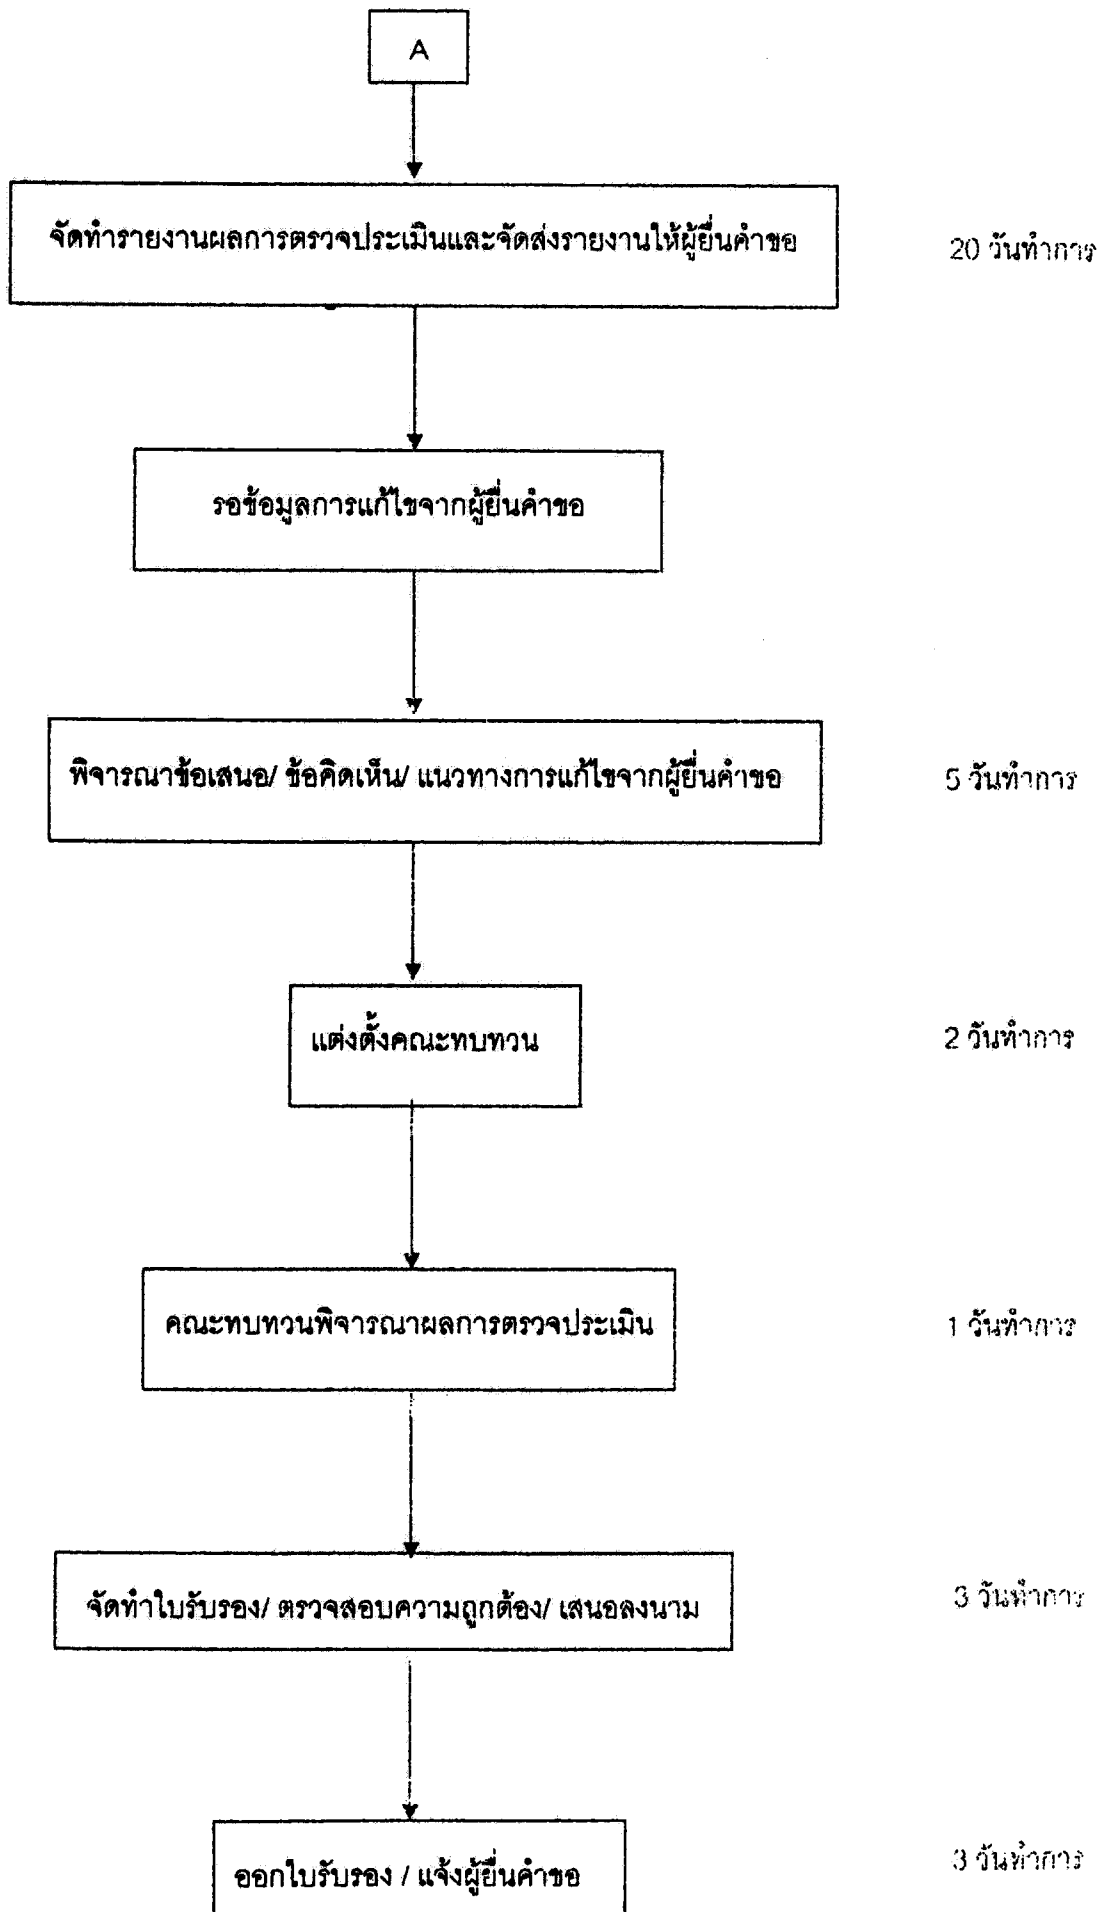 A
จัดทำรายงานผลการตรวจประเมินและจัดส่งรายงานให้ผู้ยื่นคำขอ
20 วันทำการ
รอข้อมูลการแก้ไขจากผู้ยื่นคำขอ
พิจารณาข้อเสนอ/ ข้อคิดเห็น/ แนวทางการแก้ไขจากผู้ยื่นคำขอ
5 วันทำการ
แต่งตั้งคณะทบทวน
2 วันทำการ
คณะทบทวนพิจารณาผลการตรวจประเมิน
1 วันทำการ
จัดทำใบรับรอง/ ตรวจสอบความถูกต้อง/ เสนอลงนาม
3 วันทำการ
ออกใบรับรอง / แจ้งผู้ยื่นคำขอ
3 วันทำการ